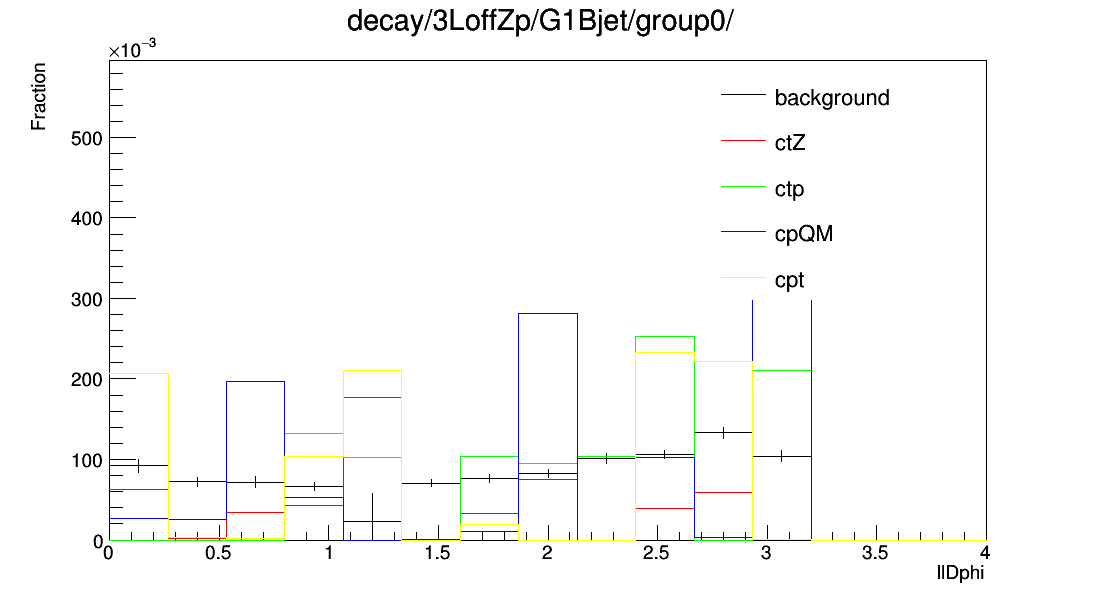 decay/3LoffZp/G1Bjet/group0/
×10⁻³
Fraction
background
ctZ
ctp
cpQM
cpt
500
400
300
200
100
0
0 0.5 1 1.5 2 2.5 3 3.5 4
llDphi